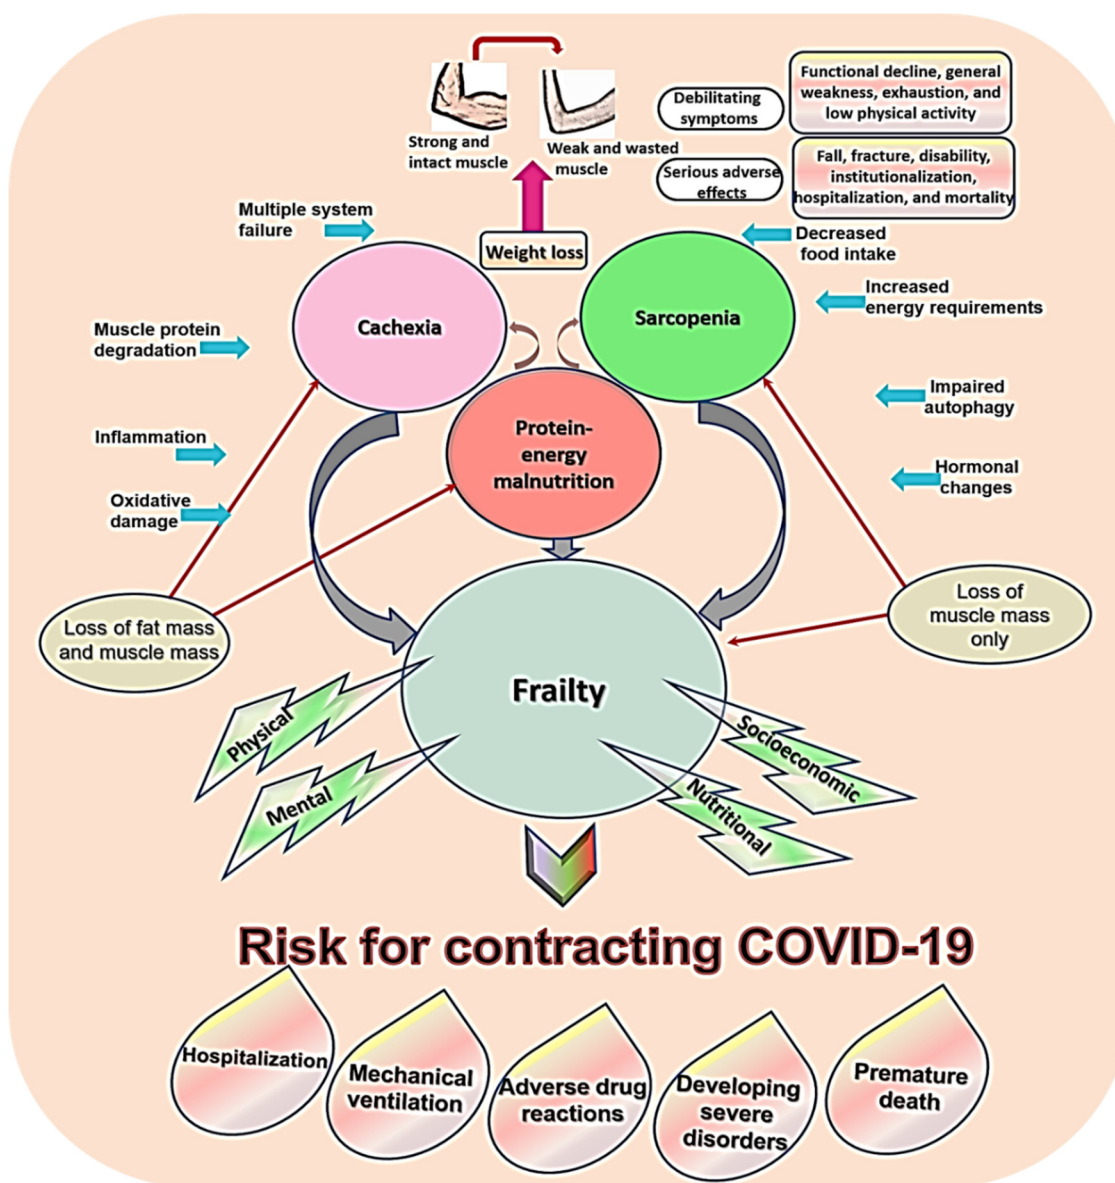 Strong and
intact muscle
Weak and wasted
muscle
Debilitating
symptoms
Functional decline, general
weakness, exhaustion, and
low physical activity
Serious adverse
effects
Fall, fracture, disability,
institutionalization,
hospitalization, and mortality
Multiple system
failure
Weight loss
Decreased
food intake
Cachexia
Sarcopenia
Increased
energy requirements
Muscle protein
degradation
Impaired
autophagy
Protein-
energy
malnutrition
Inflammation
Hormonal
changes
Oxidative
damage
Loss of fat mass
and muscle mass
Loss of
muscle mass
only
Frailty
Physical
Mental
Socioeconomic
Nutritional
Risk for contracting COVID-19
Hospitalization
Mechanical
ventilation
Adverse drug
reactions
Developing
severe
disorders
Premature
death